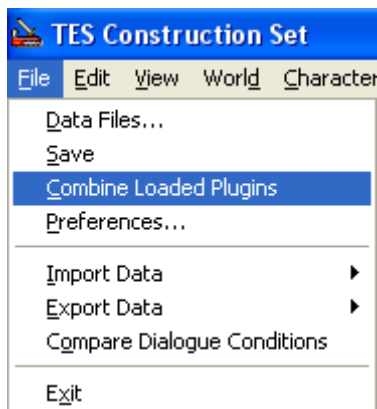 TES Construction Set
File Edit View World Character
Data Files...
Save
Combine Loaded Plugins
Preferences...
Import Data
Export Data
Compare Dialogue Conditions
Exit